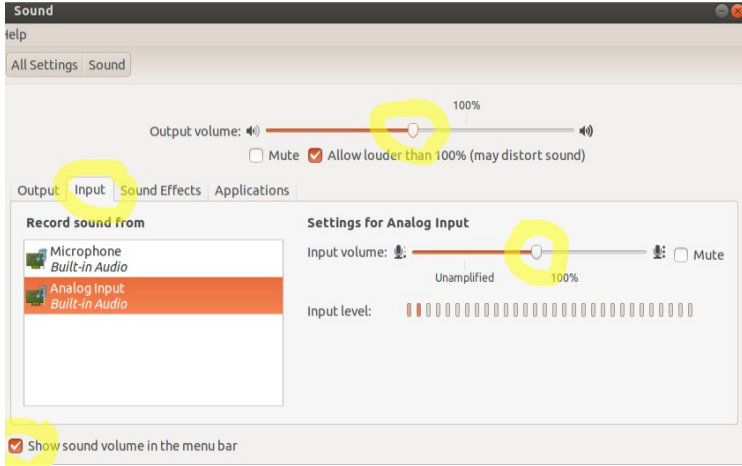 Sound
Help
All Settings Sound
100%
Output volume:
Mute Allow louder than 100% (may distort sound)
Output Input Sound Effects Applications
Record sound from
Microphone
Built-in Audio
Analog Input
Built-in Audio
Settings for Analog Input
Input volume: Mute
Unamplified 100%
Input level:
Show sound volume in the menu bar